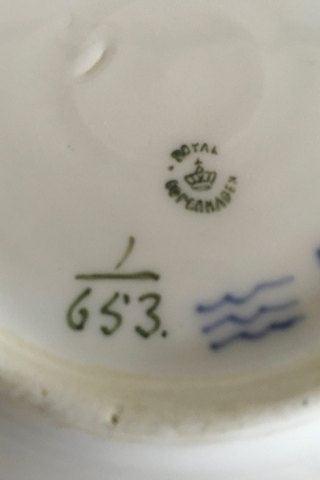 ROYAL
COPENHAGEN
1
653.